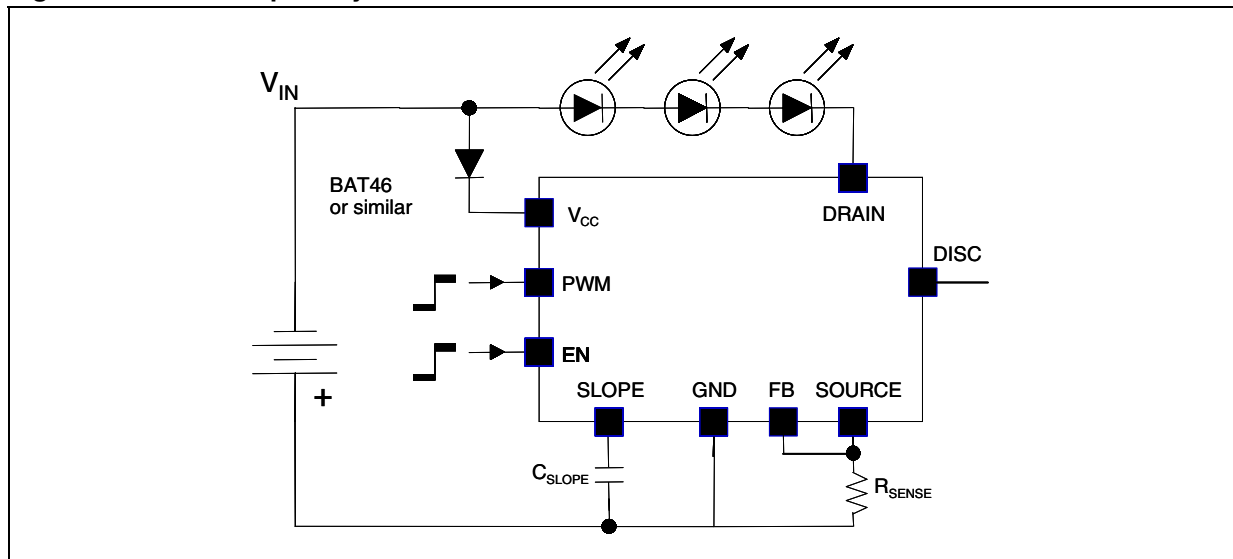 V_IN
BAT46
or similar
V_CC
DRAIN
DISC
PWM
EN
SLOPE
GND
FB
SOURCE
+
C_SLOPE
R_SENSE